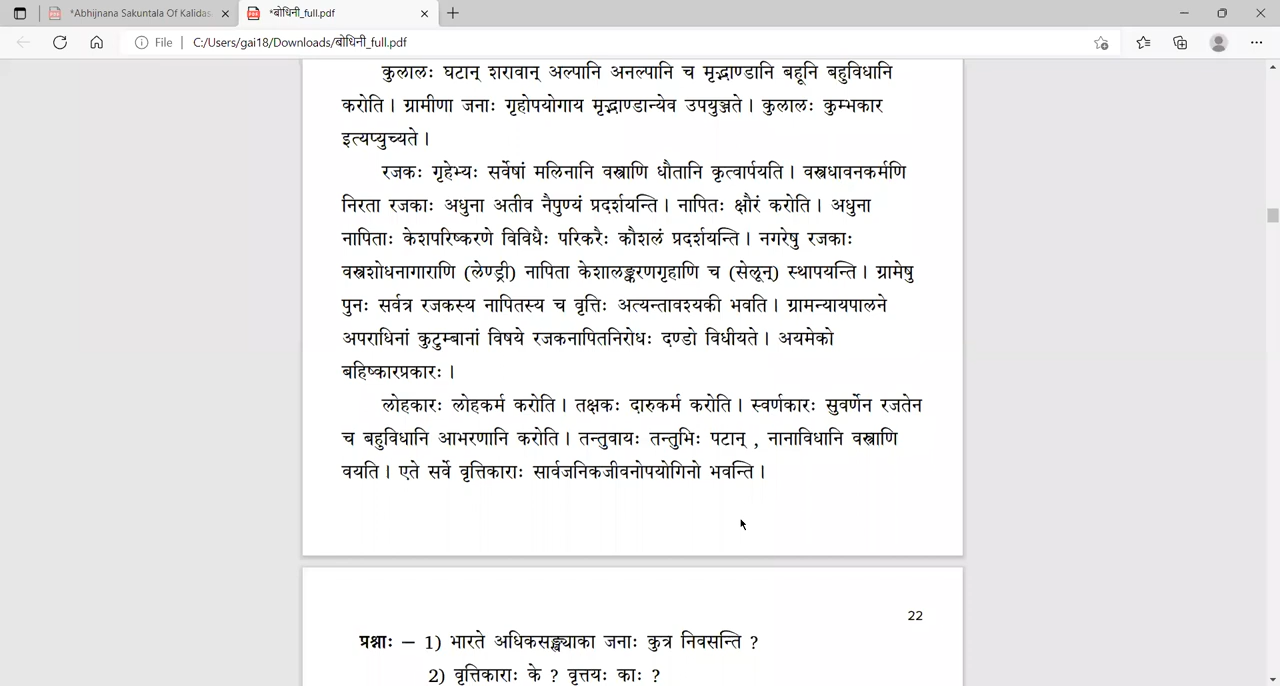 *Abhijnana Sakuntala Of Kalidas
*बोधिनी_full.pdf
File | C:/Users/gai18/Downloads/बोधिनी_full.pdf
कुलालः घटान् शरावान् अल्पानि अनल्पानि च मृद्भाण्डानि बहूनि बहुविधानि
करोति । ग्रामीणा जनाः गृहोपयोगाय मृद्भाण्डान्येव उपयुञ्जते । कुलालः कुम्भकार
इत्यप्युच्यते ।
रजकः गृहेभ्यः सर्वेषां मलिनानि वस्त्राणि धौतानि कृत्वार्पयति । वस्त्रधावनकर्मणि
निरता रजकाः अधुना अतीव नैपुण्यं प्रदर्शयन्ति । नापितः क्षौरं करोति । अधुना
नापिताः केशपरिष्करणे विविधैः परिकरैः कौशलं प्रदर्शयन्ति । नगरेषु रजकाः
वस्त्रशोधनागाराणि (लेण्ड्री) नापिता केशालङ्करणगृहाणि च (सेलून्) स्थापयन्ति । ग्रामेषु
पुनः सर्वत्र रजकस्य नापितस्य च वृत्तिः अत्यन्तावश्यकी भवति । ग्रामन्यायपालने
अपराधिनां कुटुम्बानां विषये रजकनापितनिरोधः दण्डो विधीयते । अयमेको
बहिष्कारप्रकारः ।
लोहकारः लोहकर्म करोति । तक्षकः दारुकर्म करोति । स्वर्णकारः सुवर्णेन रजतेन
च बहुविधानि आभरणानि करोति । तन्तुवायः तन्तुभिः पटान् , नानाविधानि वस्त्राणि
वयति । एते सर्वे वृत्तिकाराः सार्वजनिकजीवनोपयोगिनो भवन्ति ।
22
प्रश्नाः – 1) भारते अधिकसङ्ख्याका जनाः कुत्र निवसन्ति ?
2) वृत्तिकाराः के ? वृत्तयः काः ?